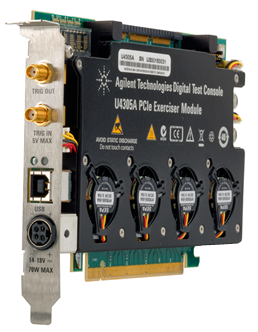 U4305A
TRIG OUT
Agilent Technologies Digital Test Console
U4305A PCIe Exerciser Module
TRIG IN
5V MAX
AVOID STATIC DISCHARGE
Do not touch contacts
USB
14-18V
70W MAX